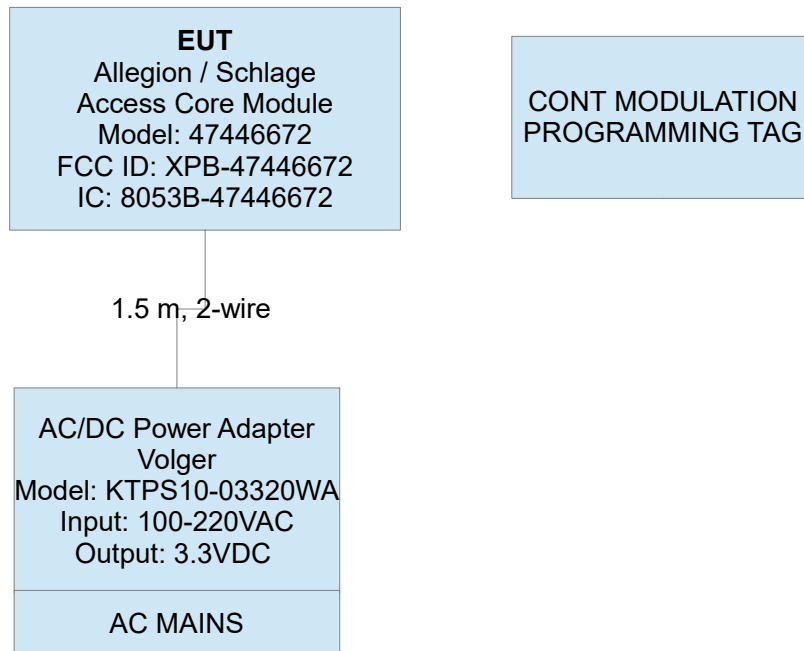 EUT
Allegion / Schlage
Access Core Module
Model: 47446672
FCC ID: XPB-47446672
IC: 8053B-47446672
CONT MODULATION
PROGRAMMING TAG
1.5 m, 2-wire
AC/DC Power Adapter
Volger
Model: KTPS10-03320WA
Input: 100-220VAC
Output: 3.3VDC
AC MAINS